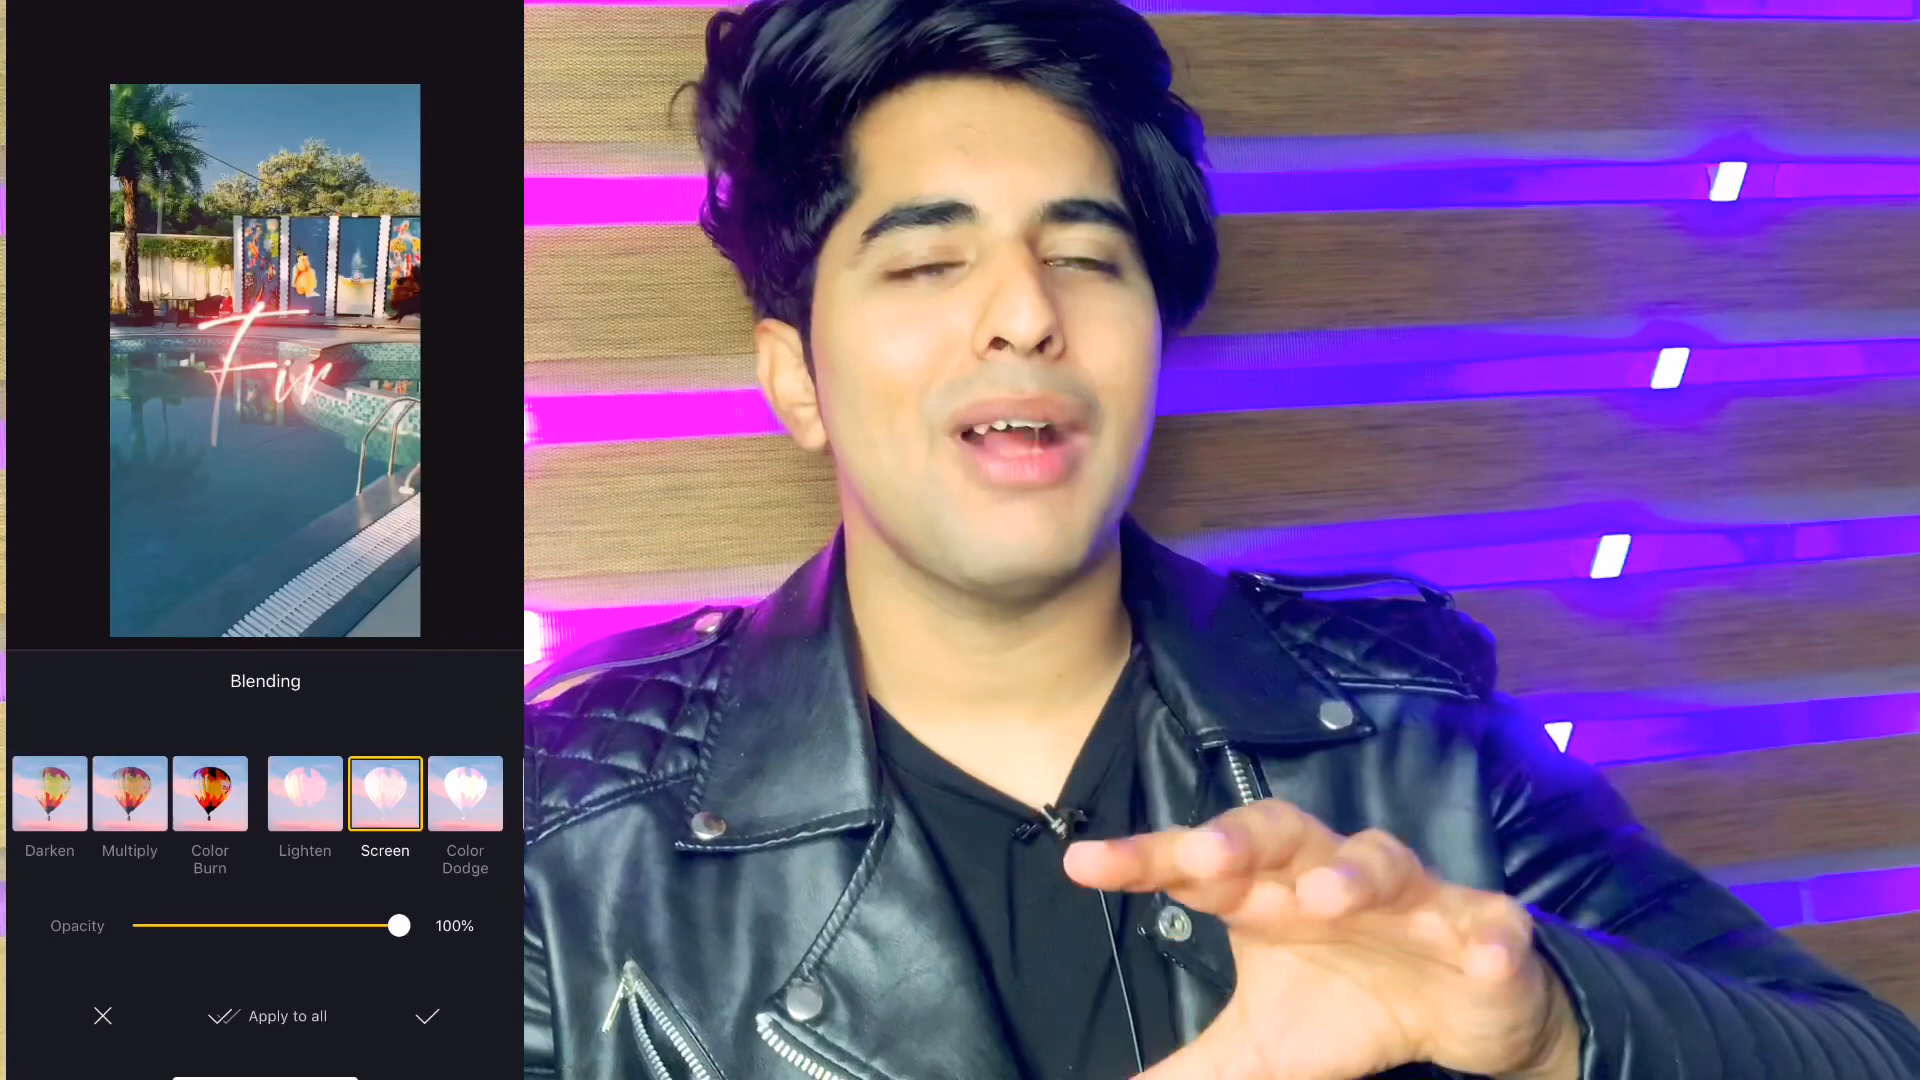 Fir
Blending
Darken
Multiply
Color
Burn
Lighten
Screen
Color
Dodge
Opacity
100%
Apply to all